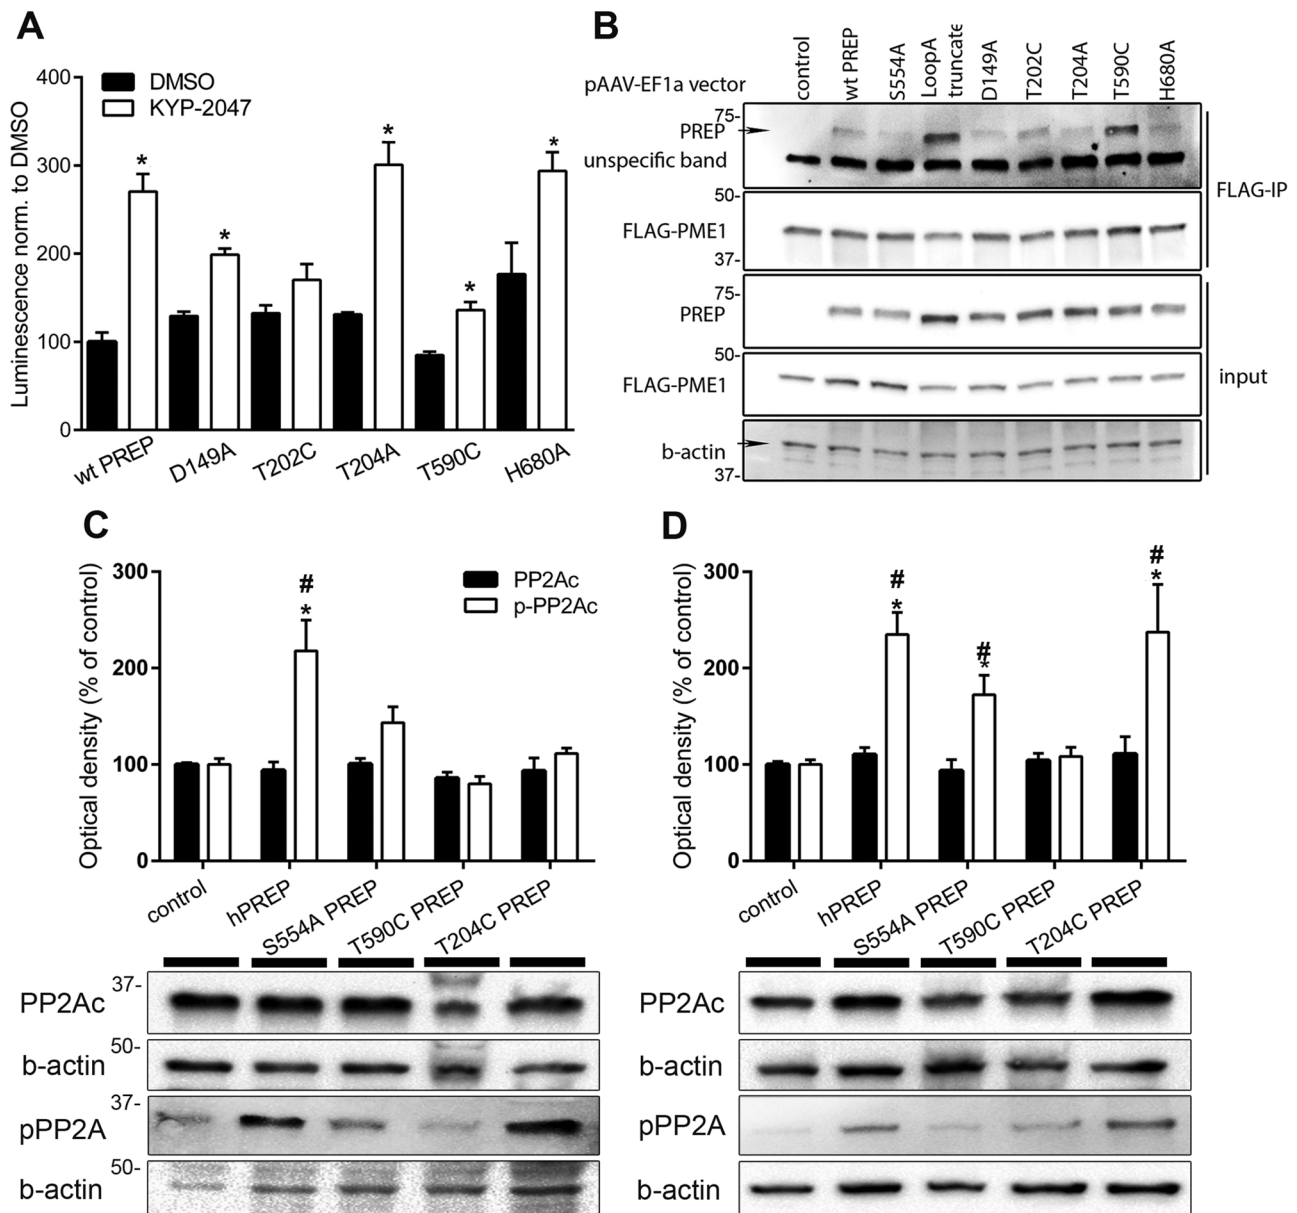 A
Luminescence norm. to DMSO
400
300
200
100
0
DMSO
KYP-2047
*
*
*
*
*
wt PREP
D149A
T202C
T204A
T590C
H680A
B
pAAV-EF1a vector
control
wt PREP
S554A
LoopA
truncate
D149A
T202C
T204A
T590C
H680A
75-
PREP
unspecific band
50-
FLAG-PME1
37-
FLAG-IP
75-
PREP
50-
FLAG-PME1
b-actin
37-
input
C
Optical density (% of control)
300
200
100
0
PP2Ac
p-PP2Ac
#
*
control
hPREP
S554A PREP
T590C PREP
T204C PREP
37-
PP2Ac
50-
b-actin
37-
pPP2A
50-
b-actin
D
Optical density (% of control)
300
200
100
0
#
*
#
*
#
*
control
hPREP
S554A PREP
T590C PREP
T204C PREP
PP2Ac
b-actin
pPP2A
b-actin